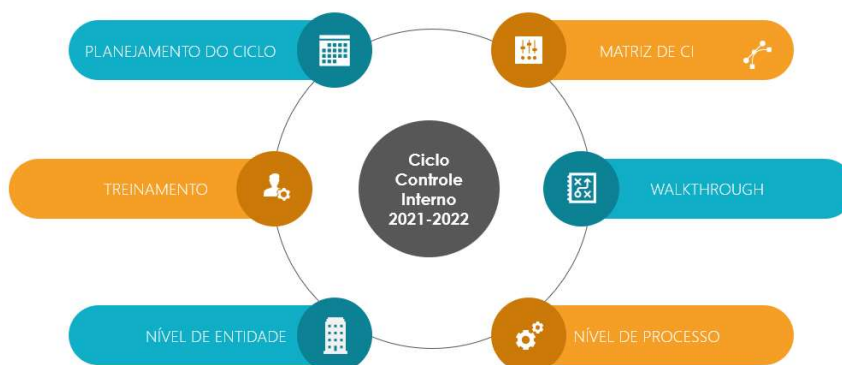 PLANEJAMENTO DO CICLO
MATRIZ DE CI
TREINAMENTO
Ciclo
Controle
Interno
2021-2022
WALKTHROUGH
NÍVEL DE ENTIDADE
NÍVEL DE PROCESSO